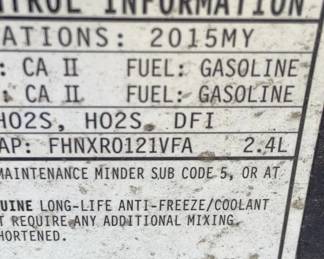 NTROL INFORMATION
ATIONS: 2015MY
: CA II FUEL: GASOLINE
: CA II FUEL: GASOLINE
HO2S, HO2S, DFI
AP: FHNXR0121VFA 2.4L
MAINTENANCE MINDER SUB CODE 5, OR AT
UINE LONG-LIFE ANTI-FREEZE/COOLANT
T REQUIRE ANY ADDITIONAL MIXING.
HORTENED.